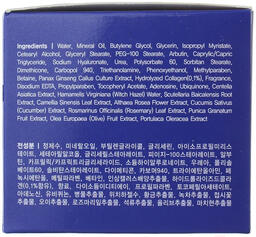 Ingredients | Water, Mineral Oil, Butylene Glycol, Glycerin, Isopropyl Myristate,
Cetearyl Alcohol, Glyceryl Stearate, PEG-100 Stearate, Arbutin, Caprylic/Capric
Triglyceride, Sodium Hyaluronate, Urea, Polysorbate 60, Sorbitan Stearate,
Dimethicone, Carbopol 940, Triethanolamine, Phenoxyethanol, Methylparaben,
Betaine, Panax Ginseng Callus Culture Extract, Hydrolyzed Collagen(0.1%), Fragrance,
Disodium EDTA, Propylparaben, Tocopheryl Acetate, Adenosine, Ubiquinone, Centella
Asiatica Extract, Hamamelis Virginiana (Witch Hazel) Water, Scutellaria Baicalensis Root
Extract, Camellia Sinensis Leaf Extract, Althaea Rosea Flower Extract, Cucumis Sativus
(Cucumber) Extract, Rosmarinus Officinalis (Rosemary) Leaf Extract, Punica Granatum
Fruit Extract, Olea Europaea (Olive) Fruit Extract, Portulaca Oleracea Extract
전성분 | 정제수, 미네랄오일, 부틸렌글라이콜, 글리세린, 아이소프로필미리스
테이트, 세테아릴알코올, 글리세릴스테아레이트, 피이지-100스테아레이트, 알부
틴, 카프릴릭/카프릭트리글리세라이드, 소듐하이알루로네이트, 우레아, 폴리솔
베이트60, 솔비탄스테아레이트, 디메치콘, 카보머940, 트리에탄올아민, 페
녹시에탄올, 메틸파라벤, 베타인, 인삼캘러스배양추출물, 하이드롤라이즈드콜라
겐(0.1%함유), 향료, 다이소듐이디티에이, 프로필파라벤, 토코페릴아세테이트,
아데노신, 유비퀴논, 병풀추출물, 위치하젤수, 황금추출물, 녹차추출물, 접시꽃
추출물, 오이추출물, 로즈마리잎추출물, 석류추출물, 올리브추출물, 쇠비름추출물